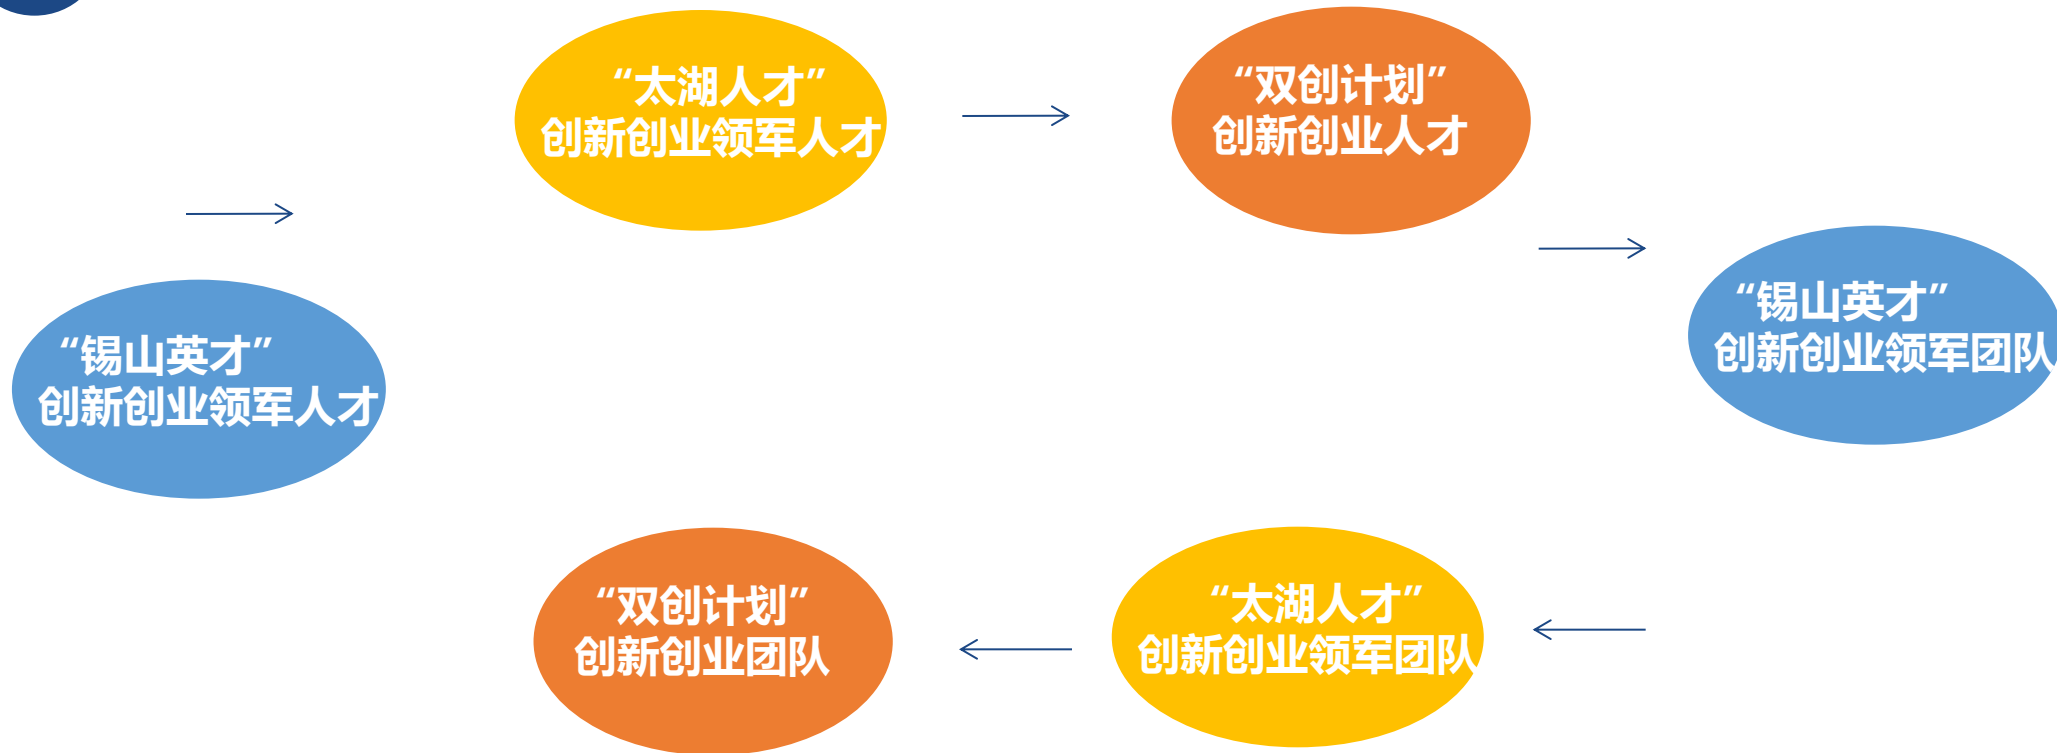 “太湖人才”
创新创业领军人才
“双创计划”
创新创业人才
“锡山英才”
创新创业领军人才
“锡山英才”
创新创业领军团队
“双创计划”
创新创业团队
“太湖人才”
创新创业领军团队